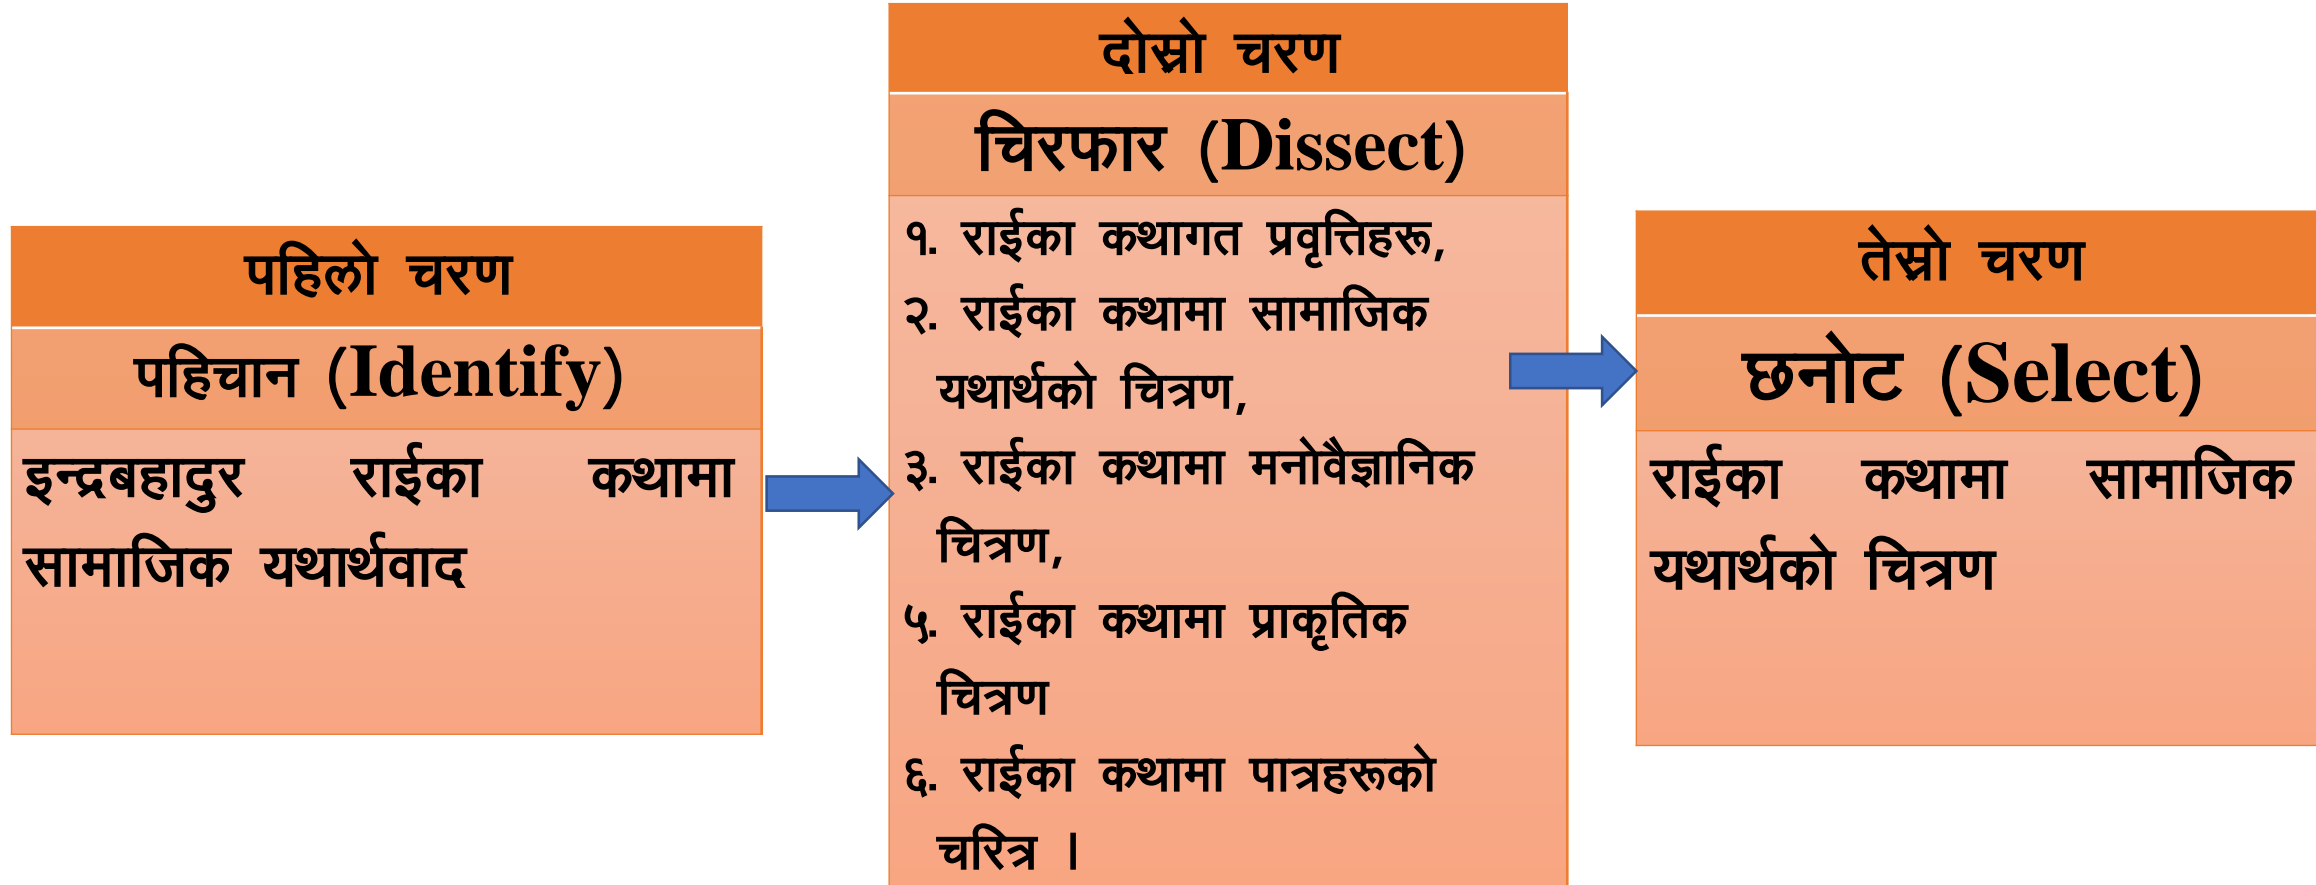 पहिलो चरण
पहिचान (Identify)
इन्द्रबहादुर राईका कथामा
सामाजिक यथार्थवाद
दोस्रो चरण
चिरफार (Dissect)
१. राईका कथागत प्रवृत्तिहरू,
२. राईका कथामा सामाजिक
यथार्थको चित्रण,
३. राईका कथामा मनोवैज्ञानिक
चित्रण,
५. राईका कथामा प्राकृतिक
चित्रण
६. राईका कथामा पात्रहरूको
चरित्र ।
तेस्रो चरण
छनोट (Select)
राईका कथामा सामाजिक
यथार्थको चित्रण